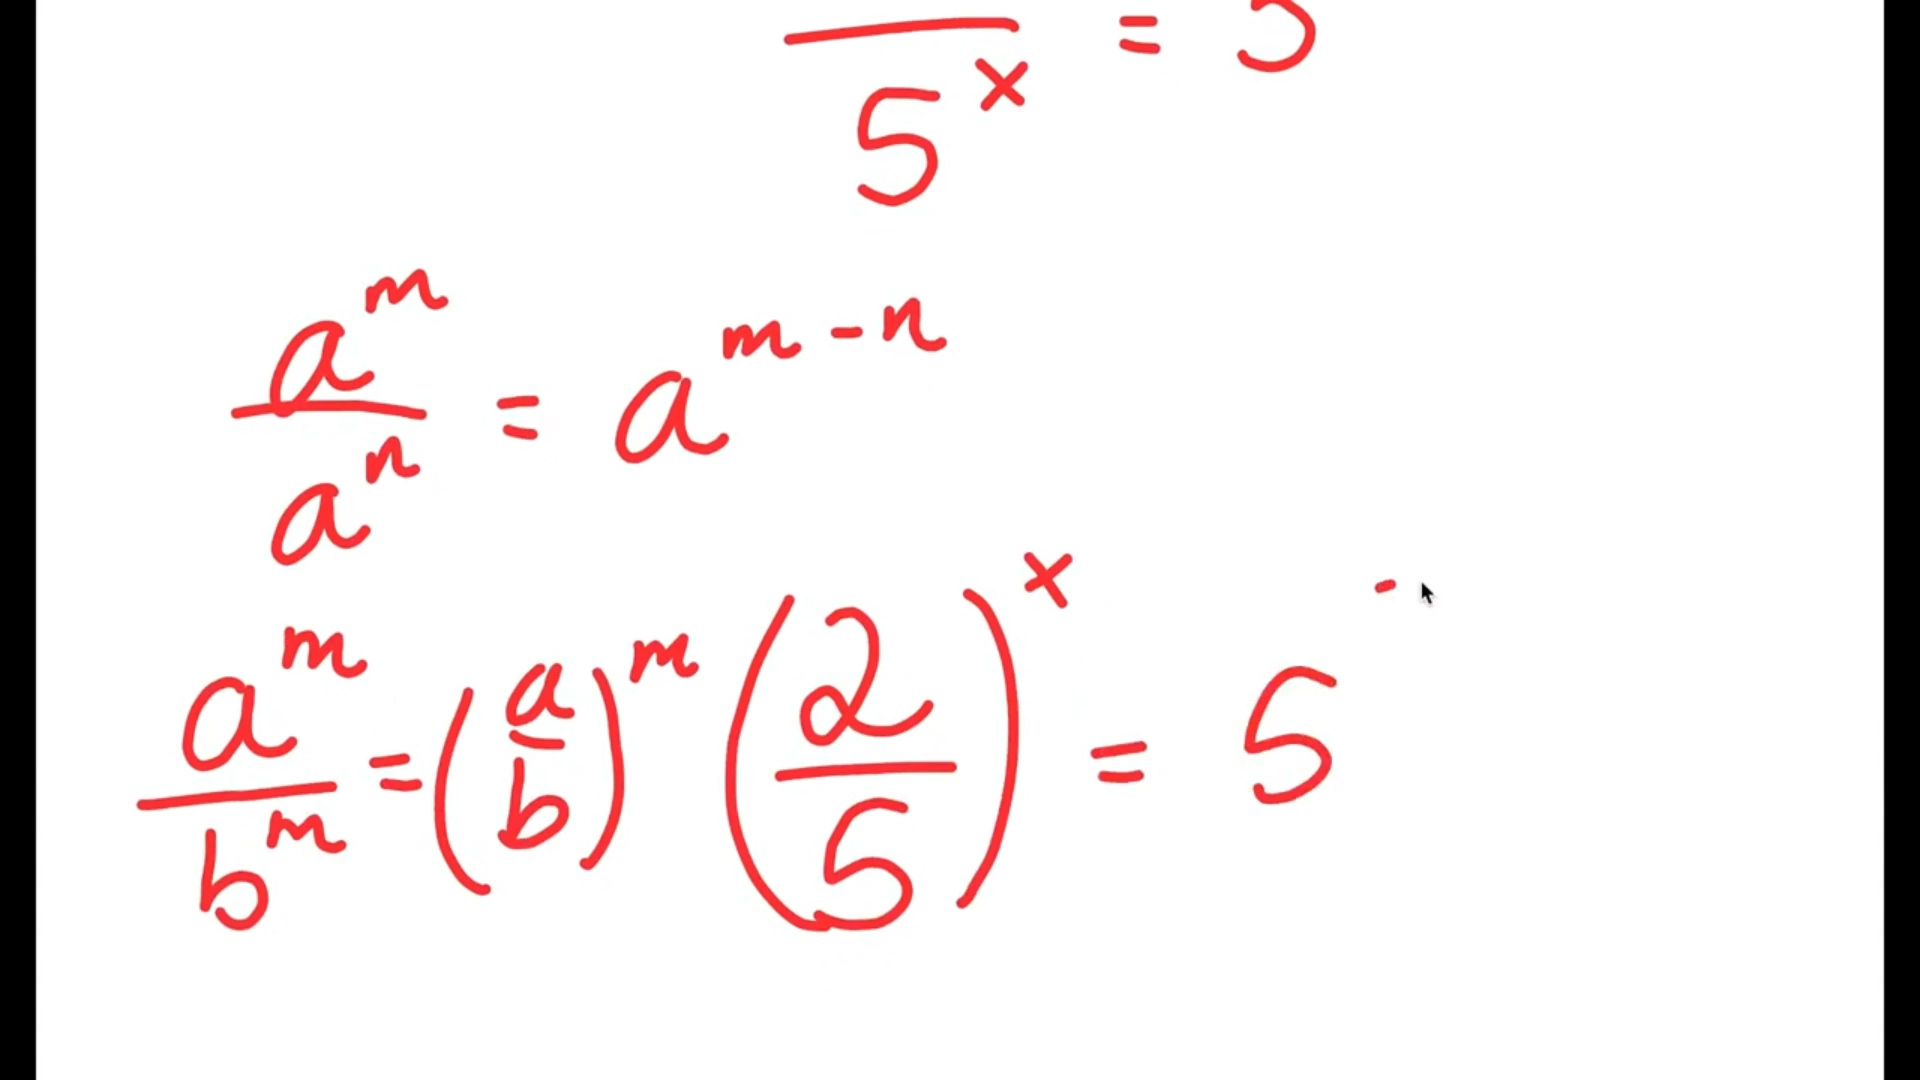 /5^x = 5
a^m/a^n = a^(m-n)
a^m/b^m = (a/b)^m (2/5)^x = 5^-